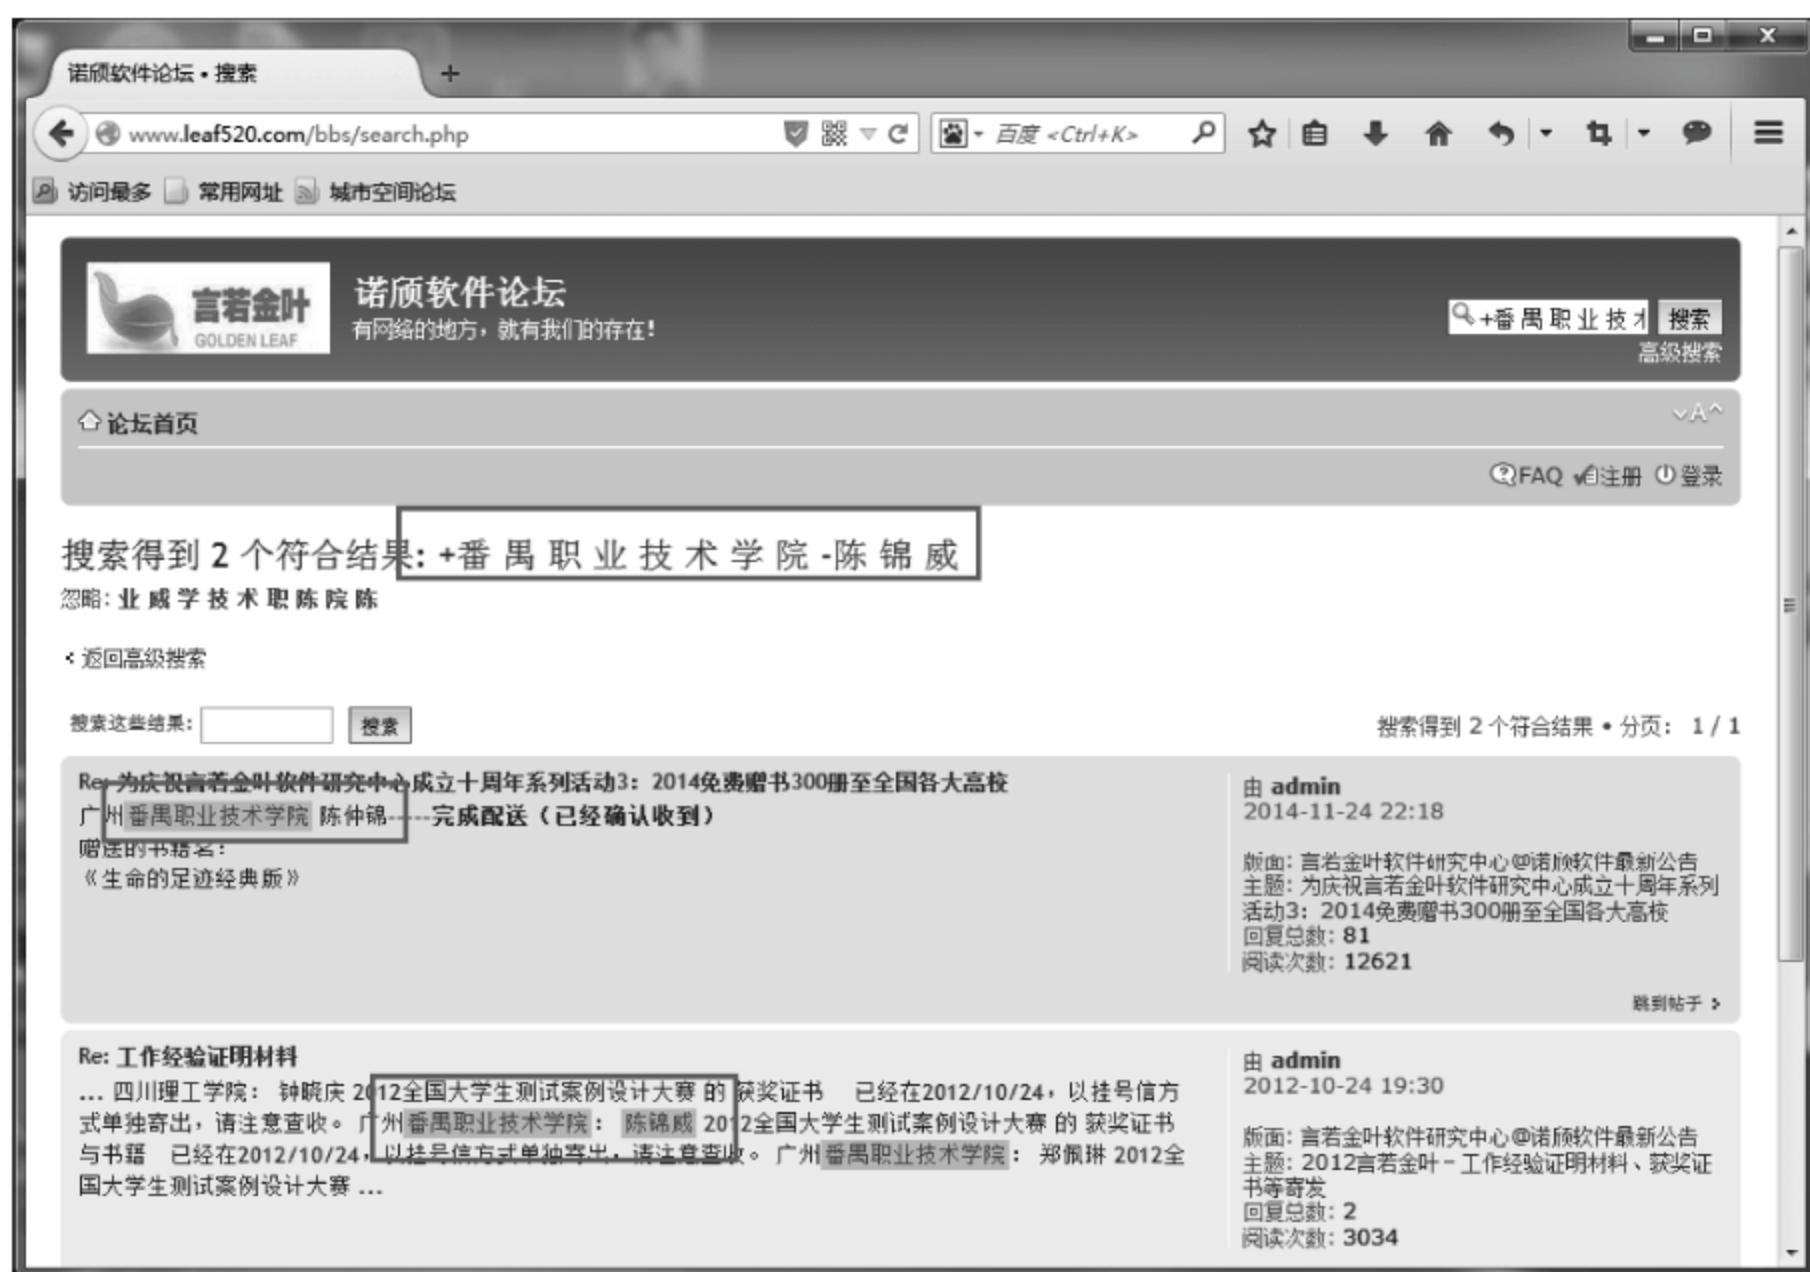 诺颀软件论坛 • 搜索
www.leaf520.com/bbs/search.php
百度 <Ctrl+K>
访问最多 常用网址 城市空间论坛
言若金叶
GOLDEN LEAF
诺颀软件论坛
有网络的地方，就有我们的存在！
+番 禺 职 业 技 术
搜索
高级搜索
论坛首页
FAQ 注册 登录
搜索得到 2 个符合结果: +番 禺 职 业 技 术 学 院 -陈 锦 威
忽略: 业 威 学 技 术 职 陈 院 陈
返回高级搜索
搜索这些结果: 搜索
搜索得到 2 个符合结果 • 分页： 1 / 1
Re: 为庆祝言若金叶软件研究中心成立十周年系列活动3：2014免费赠书300册至全国各大高校
广州番禺职业技术学院 陈仲锦------完成配送（已经确认收到）
赠送的书籍名：
《生命的足迹经典版》
由 admin
2014-11-24 22:18
版面: 言若金叶软件研究中心@诺颀软件最新公告
主题: 为庆祝言若金叶软件研究中心成立十周年系列
活动3：2014免费赠书300册至全国各大高校
回复总数: 81
阅读次数: 12621
跳到帖子
Re: 工作经验证明材料
... 四川理工学院： 钟晓庆 2012全国大学生测试案例设计大赛 的 获奖证书 已经在2012/10/24，以挂号信方
式单独寄出，请注意查收。 广州番禺职业技术学院： 陈锦威 2012全国大学生测试案例设计大赛 的 获奖证书
与书籍 已经在2012/10/24，以挂号信方式单独寄出，请注意查收。 广州番禺职业技术学院： 郑佩琳 2012全
国大学生测试案例设计大赛 ...
由 admin
2012-10-24 19:30
版面: 言若金叶软件研究中心@诺颀软件最新公告
主题: 2012言若金叶－工作经验证明材料、获奖证
书等寄发
回复总数: 2
阅读次数: 3034